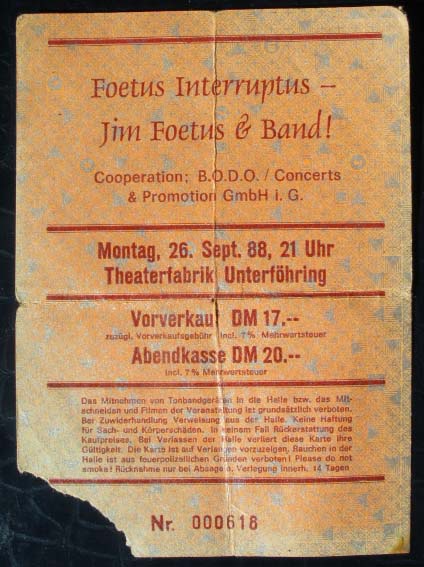 Foetus Interruptus –
Jim Foetus & Band!
Cooperation: B.O.D.O. / Concerts
& Promotion GmbH i. G.
Montag, 26. Sept. 88, 21 Uhr
Theaterfabrik Unterföhring
Vorverkauf DM 17.--
zuzügl. Vorverkaufsgebühr incl. 7% Mehrwertsteuer
Abendkasse DM 20.--
incl. 7% Mehrwertsteuer
Das Mitnehmen von Tonbandgeräten in die Halle bzw. das Mit-
schneiden und Filmen der Veranstaltung ist grundsätzlich verboten.
Bei Zuwiderhandlung Verweisung aus der Halle. Keine Haftung
für Sach- und Körperschäden. In keinem Fall Rückerstattung des
Kaufpreises. Bei Verlassen der Halle verliert diese Karte ihre
Gültigkeit. Die Karte ist auf Verlangen vorzuzeigen. Rauchen in der
Halle ist aus feuerpolizeilichen Gründen verboten! Please do not
smoke! Rücknahme nur bei Absage o. Verlegung innerh. 14 Tagen
Nr. 000618